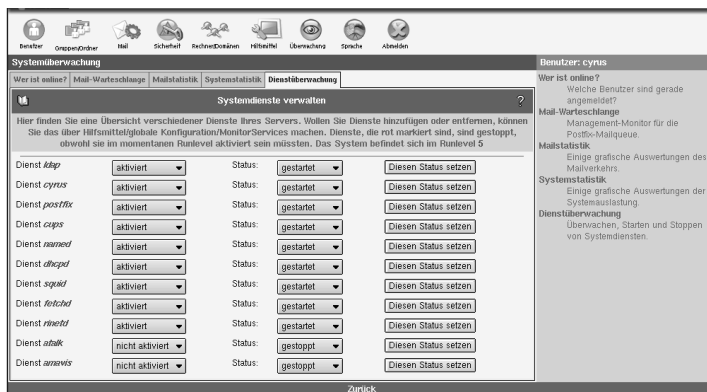 Benutzer Gruppen/Ordner Mail Sicherheit Rechner/Domänen Hilfsmittel Überwachung Sprache Abmelden
Systemüberwachung
Wer ist online? Mail-Warteschlange Mailstatistik Systemstatistik Dienstüberwachung
Systemdienste verwalten ?
Hier finden Sie eine Übersicht verschiedener Dienste Ihres Servers. Wollen Sie Dienste hinzufügen oder entfernen, können
Sie das über Hilfsmittel/globale Konfiguration/MonitorServices machen. Dienste, die rot markiert sind, sind gestoppt,
obwohl sie im momentanen Runlevel aktiviert sein müssten. Das System befindet sich im Runlevel 5
Dienst ldap aktiviert Status: gestartet Diesen Status setzen
Dienst cyrus aktiviert Status: gestartet Diesen Status setzen
Dienst postfix aktiviert Status: gestartet Diesen Status setzen
Dienst cups aktiviert Status: gestartet Diesen Status setzen
Dienst named aktiviert Status: gestartet Diesen Status setzen
Dienst dhcpd aktiviert Status: gestartet Diesen Status setzen
Dienst squid aktiviert Status: gestartet Diesen Status setzen
Dienst fetchd aktiviert Status: gestartet Diesen Status setzen
Dienst rinetd aktiviert Status: gestartet Diesen Status setzen
Dienst atalk nicht aktiviert Status: gestoppt Diesen Status setzen
Dienst amavis nicht aktiviert Status: gestoppt Diesen Status setzen
Zurück
Benutzer: cyrus
Wer ist online?
Welche Benutzer sind gerade
angemeldet?
Mail-Warteschlange
Management-Monitor für die
Postfix-Mailqueue.
Mailstatistik
Einige grafische Auswertungen des
Mailverkehrs.
Systemstatistik
Einige grafische Auswertungen der
Systemauslastung.
Dienstüberwachung
Überwachen, Starten und Stoppen
von Systemdiensten.